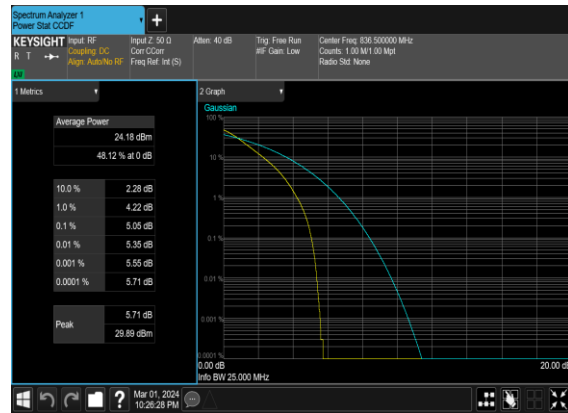 Spectrum Analyzer 1
Power Stat CCDF
KEYSIGHT
R T
LXI
Input: RF
Coupling: DC
Align: Auto/No RF
Input Z: 50 Ω
Corr CCorr
Freq Ref: Int (S)
Atten: 40 dB
Trig: Free Run
#IF Gain: Low
Center Freq: 836.500000 MHz
Counts: 1.00 M/1.00 Mpt
Radio Std: None
1 Metrics
Average Power
24.18 dBm
48.12 % at 0 dB
10.0 % 2.28 dB
1.0 % 4.22 dB
0.1 % 5.05 dB
0.01 % 5.35 dB
0.001 % 5.55 dB
0.0001 % 5.71 dB
Peak
5.71 dB
29.89 dBm
2 Graph
Gaussian
100 %
10 %
1 %
0.1 %
0.01 %
0.001 %
0.0001 %
0.00 dB
20.00 dB
Info BW 25.000 MHz
?
Mar 01, 2024
10:26:28 PM